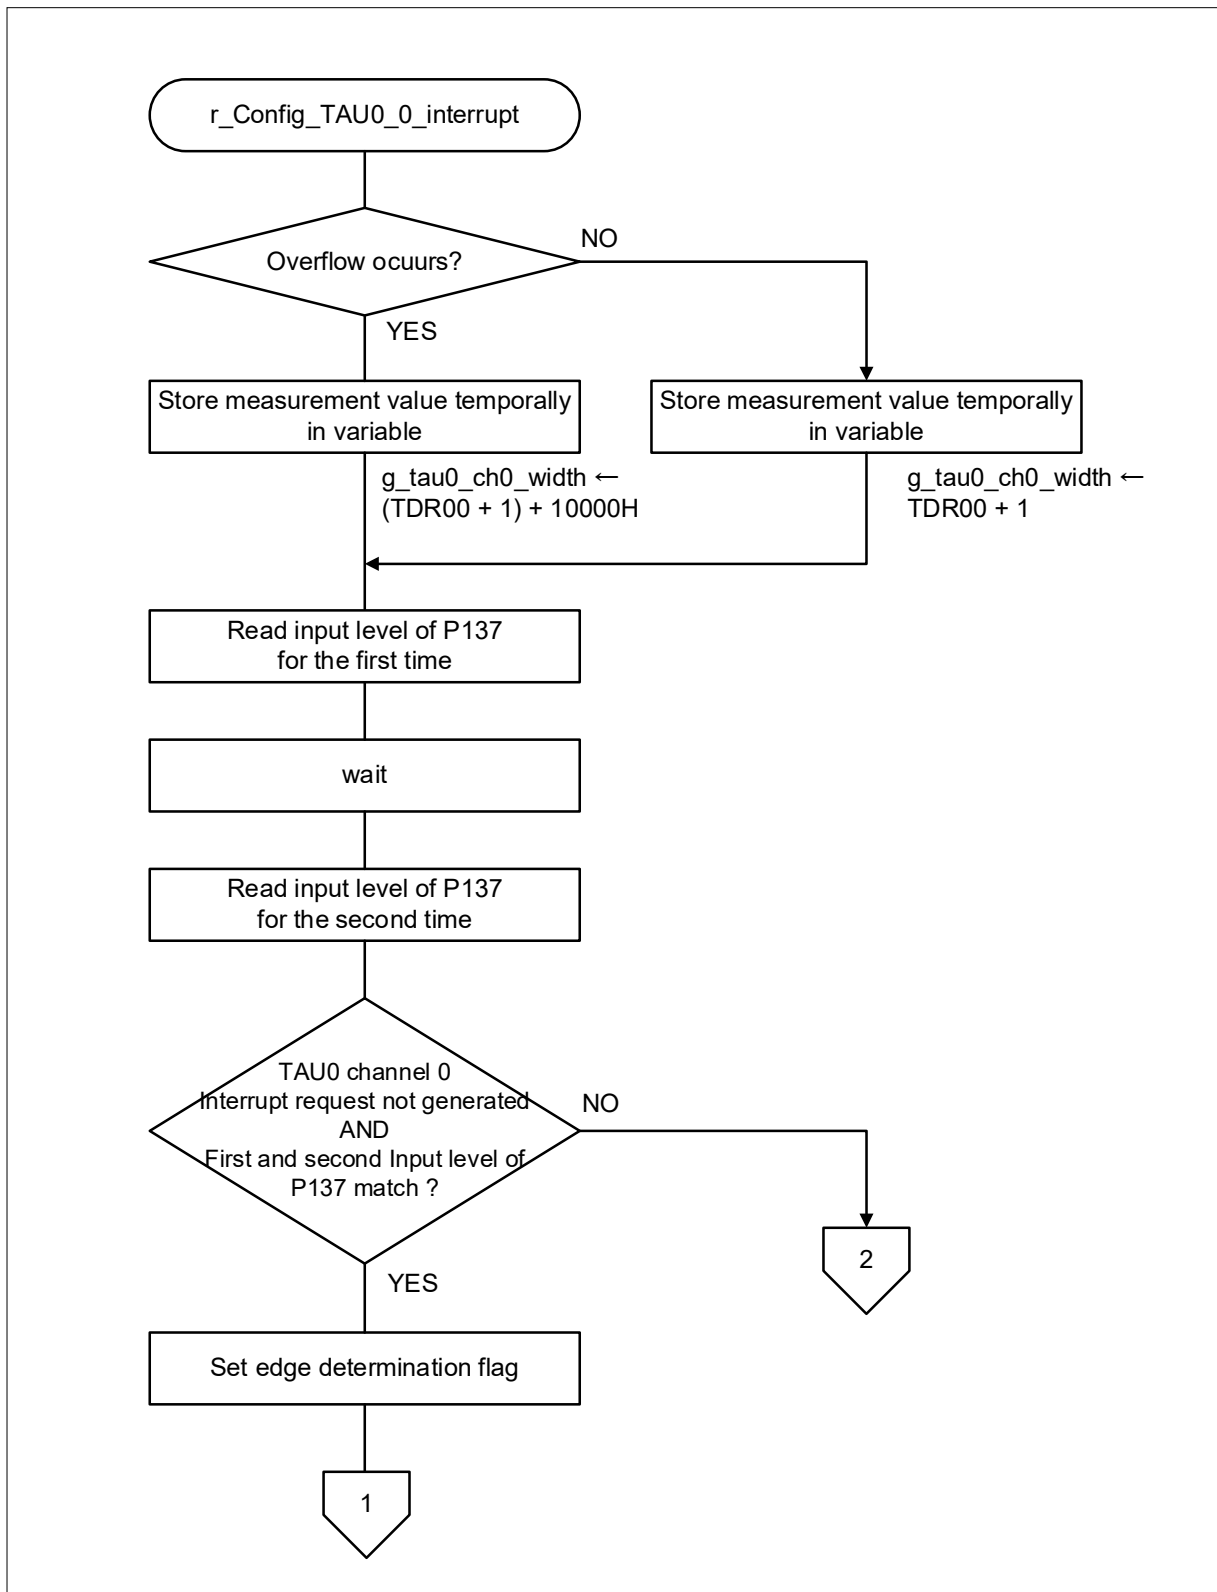 r_Config_TAU0_0_interrupt
Overflow ocuurs?
NO
YES
Store measurement value temporally
in variable
Store measurement value temporally
in variable
g_tau0_ch0_width ←
(TDR00 + 1) + 10000H
g_tau0_ch0_width ←
TDR00 + 1
Read input level of P137
for the first time
wait
Read input level of P137
for the second time
TAU0 channel 0
Interrupt request not generated
AND
First and second Input level of
P137 match ?
NO
2
YES
Set edge determination flag
1